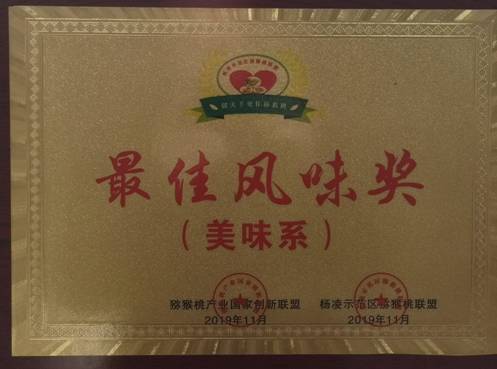 最佳风味奖
（美味系）
猕猴桃产业国家创新联盟 杨凌示范区猕猴桃联盟
2019年11月 2019年11月